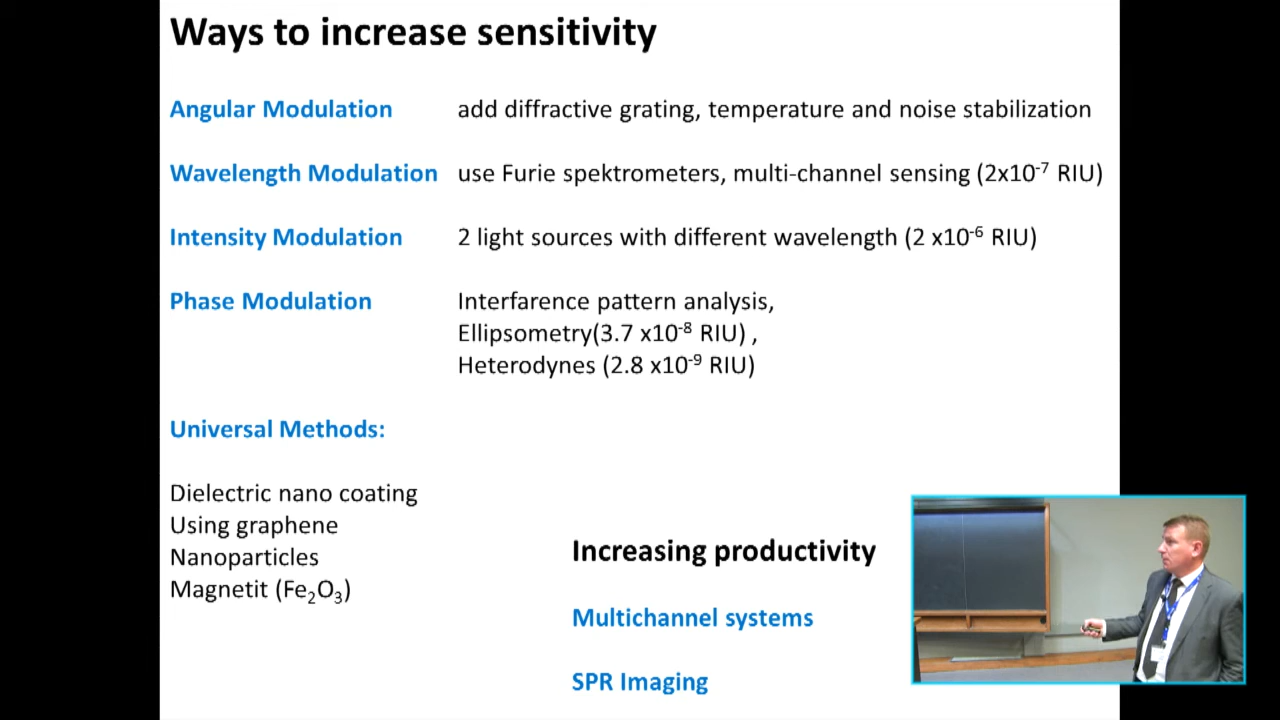 Ways to increase sensitivity
Angular Modulation add diffractive grating, temperature and noise stabilization
Wavelength Modulation use Furie spektrometers, multi-channel sensing (2x10⁻⁷ RIU)
Intensity Modulation 2 light sources with different wavelength (2 x10⁻⁶ RIU)
Phase Modulation Interfarence pattern analysis,
Ellipsometry(3.7 x10⁻⁸ RIU) ,
Heterodynes (2.8 x10⁻⁹ RIU)
Universal Methods:
Dielectric nano coating
Using graphene
Nanoparticles
Magnetit (Fe₂O₃)
Increasing productivity
Multichannel systems
SPR Imaging